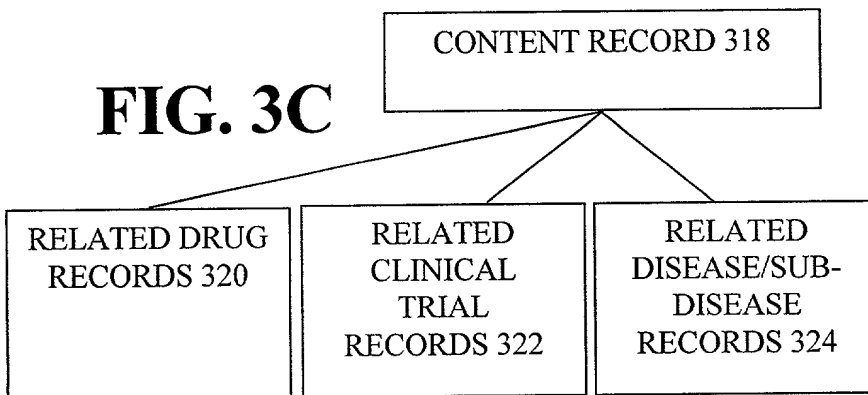 CONTENT RECORD 318
FIG. 3C
RELATED DRUG
RECORDS 320
RELATED
CLINICAL
TRIAL
RECORDS 322
RELATED
DISEASE/SUB-
DISEASE
RECORDS 324